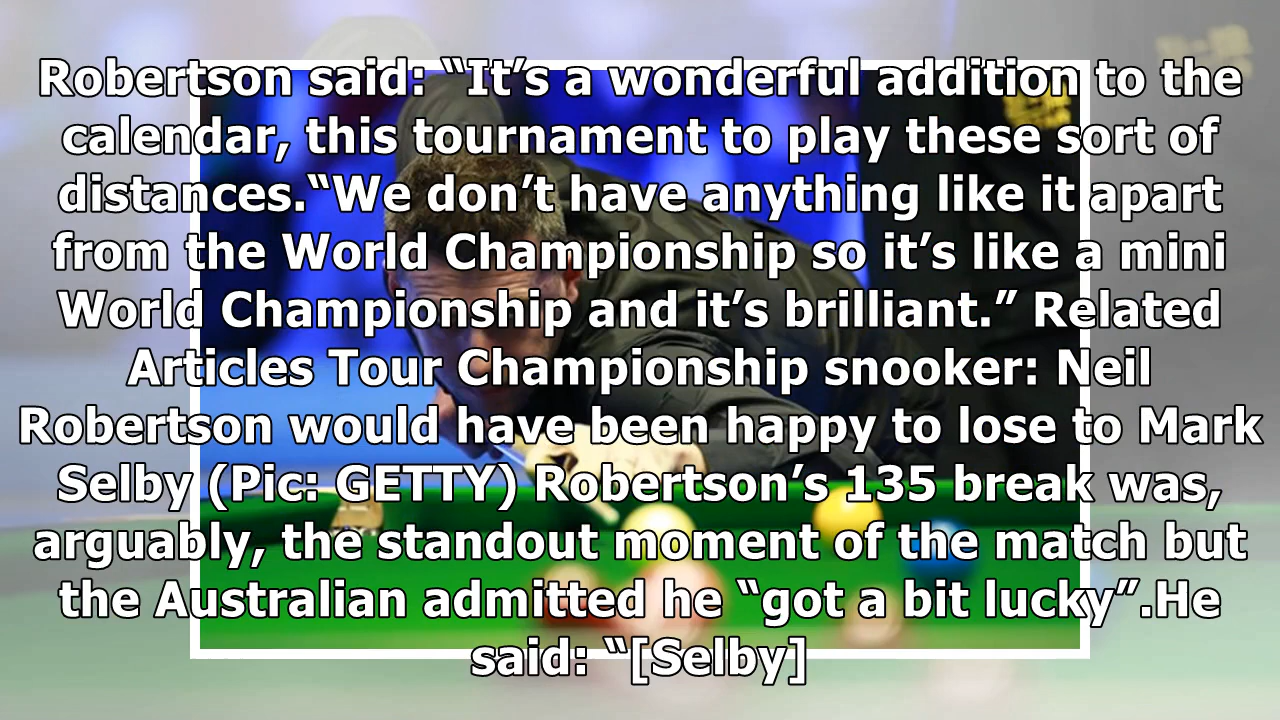 Robertson said: “It’s a wonderful addition to the
calendar, this tournament to play these sort of
distances.“We don’t have anything like it apart
from the World Championship so it’s like a mini
World Championship and it’s brilliant.” Related
Articles Tour Championship snooker: Neil
Robertson would have been happy to lose to Mark
Selby (Pic: GETTY) Robertson’s 135 break was,
arguably, the standout moment of the match but
the Australian admitted he “got a bit lucky”.He
said: “[Selby]